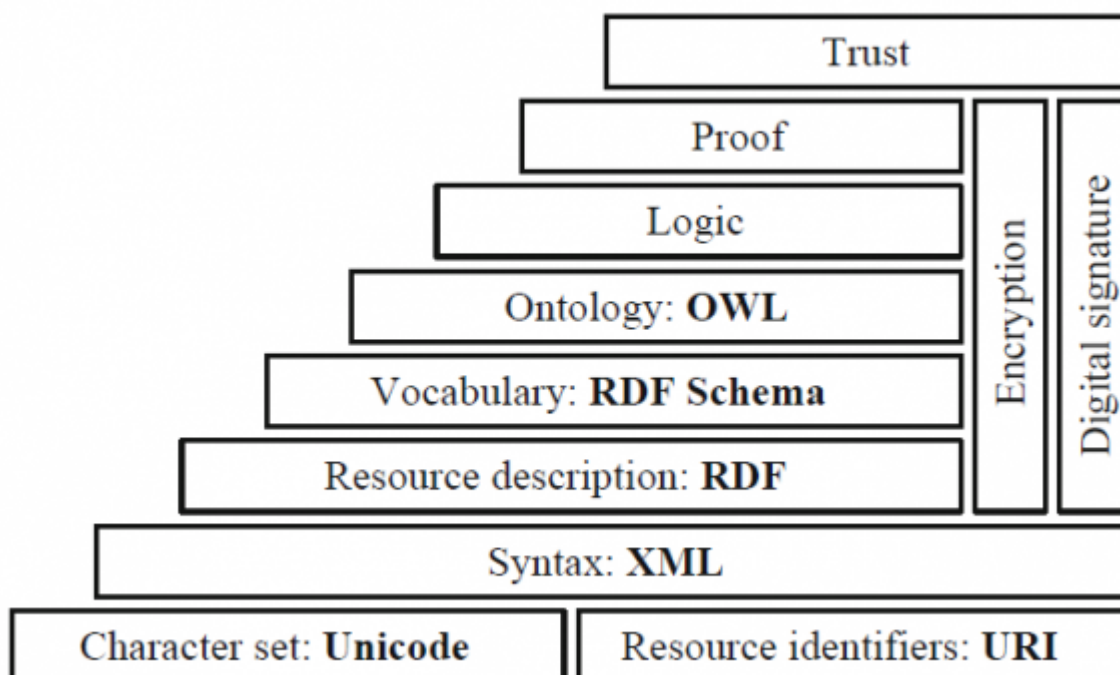 Trust
Proof
Logic
Ontology: OWL
Vocabulary: RDF Schema
Resource description: RDF
Encryption
Digital signature
Syntax: XML
Character set: Unicode
Resource identifiers: URI